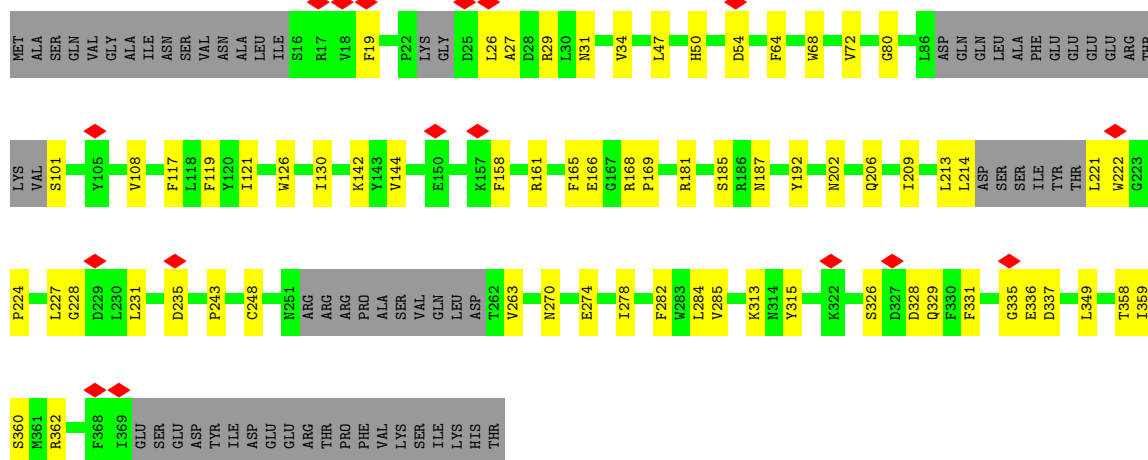 MET ALA SER GLN VAL GLY ALA ILE ASN SER VAL ASN ALA LEU ILE S16 R17 V18 F19 P22 LYS GLY D25 L26 A27 D28 R29 L30 N31 V34 L47 H50 D54 F64 W68 V72 G80 L86 ASP GLN GLN LEU ALA PHE GLU GLU GLU GLU ARG THR
LYS VAL S101 Y105 V108 F117 L118 F119 Y120 I121 W126 I130 K142 Y143 V144 E150 K157 F158 R161 F165 E166 G167 R168 P169 R181 S185 R186 N187 Y192 N202 Q206 I209 L213 L214 ASP SER SER ILE TYR THR L221 W222 G223
P224 L227 G228 D229 L230 L231 D235 P243 C248 N251 ARG ARG ARG PRO ALA SER VAL GLN LEU ASP T262 V263 N270 E274 I278 F282 W283 L284 V285 K313 N314 Y315 K322 S326 D327 D328 Q329 F330 F331 G335 E336 D337 L349 T358 I359
S360 M361 R362 F368 I369 GLU SER GLU ASP TYR ILE ASP GLU GLU ARG THR PRO PHE VAL LYS SER ILE LYS HIS THR